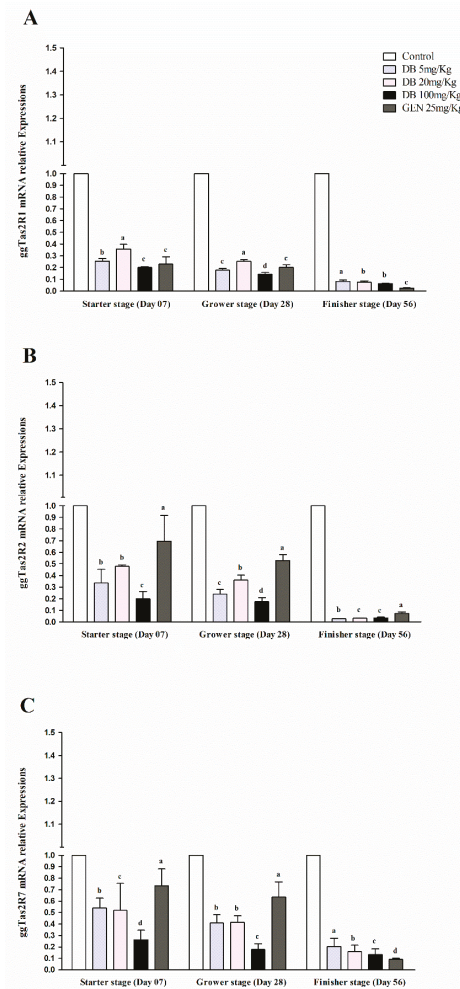 A
1.5
1.4
1.3
1.2
1.1
1.0
0.9
0.8
0.7
0.6
0.5
0.4
0.3
0.2
0.1
0.0
ggTas2R1 mRNA relative Expressions
Control
DB 5mg/Kg
DB 20mg/Kg
DB 100mg/Kg
GEN 25mg/Kg
b a c c
c a d c
a b b c
Starter stage (Day 07) Grower stage (Day 28) Finisher stage (Day 56)
B
1.5
1.4
1.3
1.2
1.1
1.0
0.9
0.8
0.7
0.6
0.5
0.4
0.3
0.2
0.1
0.0
ggTas2R2 mRNA relative Expressions
b b c a
c b d a
b c c a
Starter stage (Day 07) Grower stage (Day 28) Finisher stage (Day 56)
C
1.5
1.4
1.3
1.2
1.1
1.0
0.9
0.8
0.7
0.6
0.5
0.4
0.3
0.2
0.1
0.0
ggTas2R7 mRNA relative Expressions
b c d a
b b c a
a b c d
Starter stage (Day 07) Grower stage (Day 28) Finisher stage (Day 56)